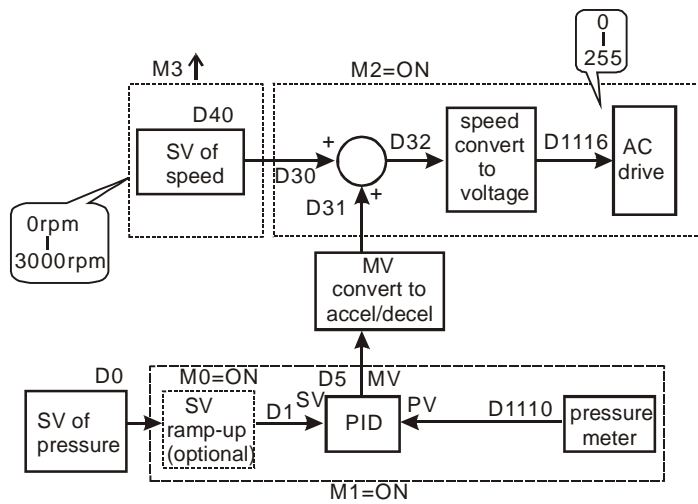 0
255
M3
M2=ON
D40
SV of
speed
D30
+
D31
+
D32
speed
convert
to
voltage
D1116
AC
drive
0rpm
3000rpm
MV
convert to
accel/decel
D0
SV of
pressure
M0=ON
SV
ramp-up
(optional)
D1
SV
D5
MV
PID
PV
D1110
pressure
meter
M1=ON